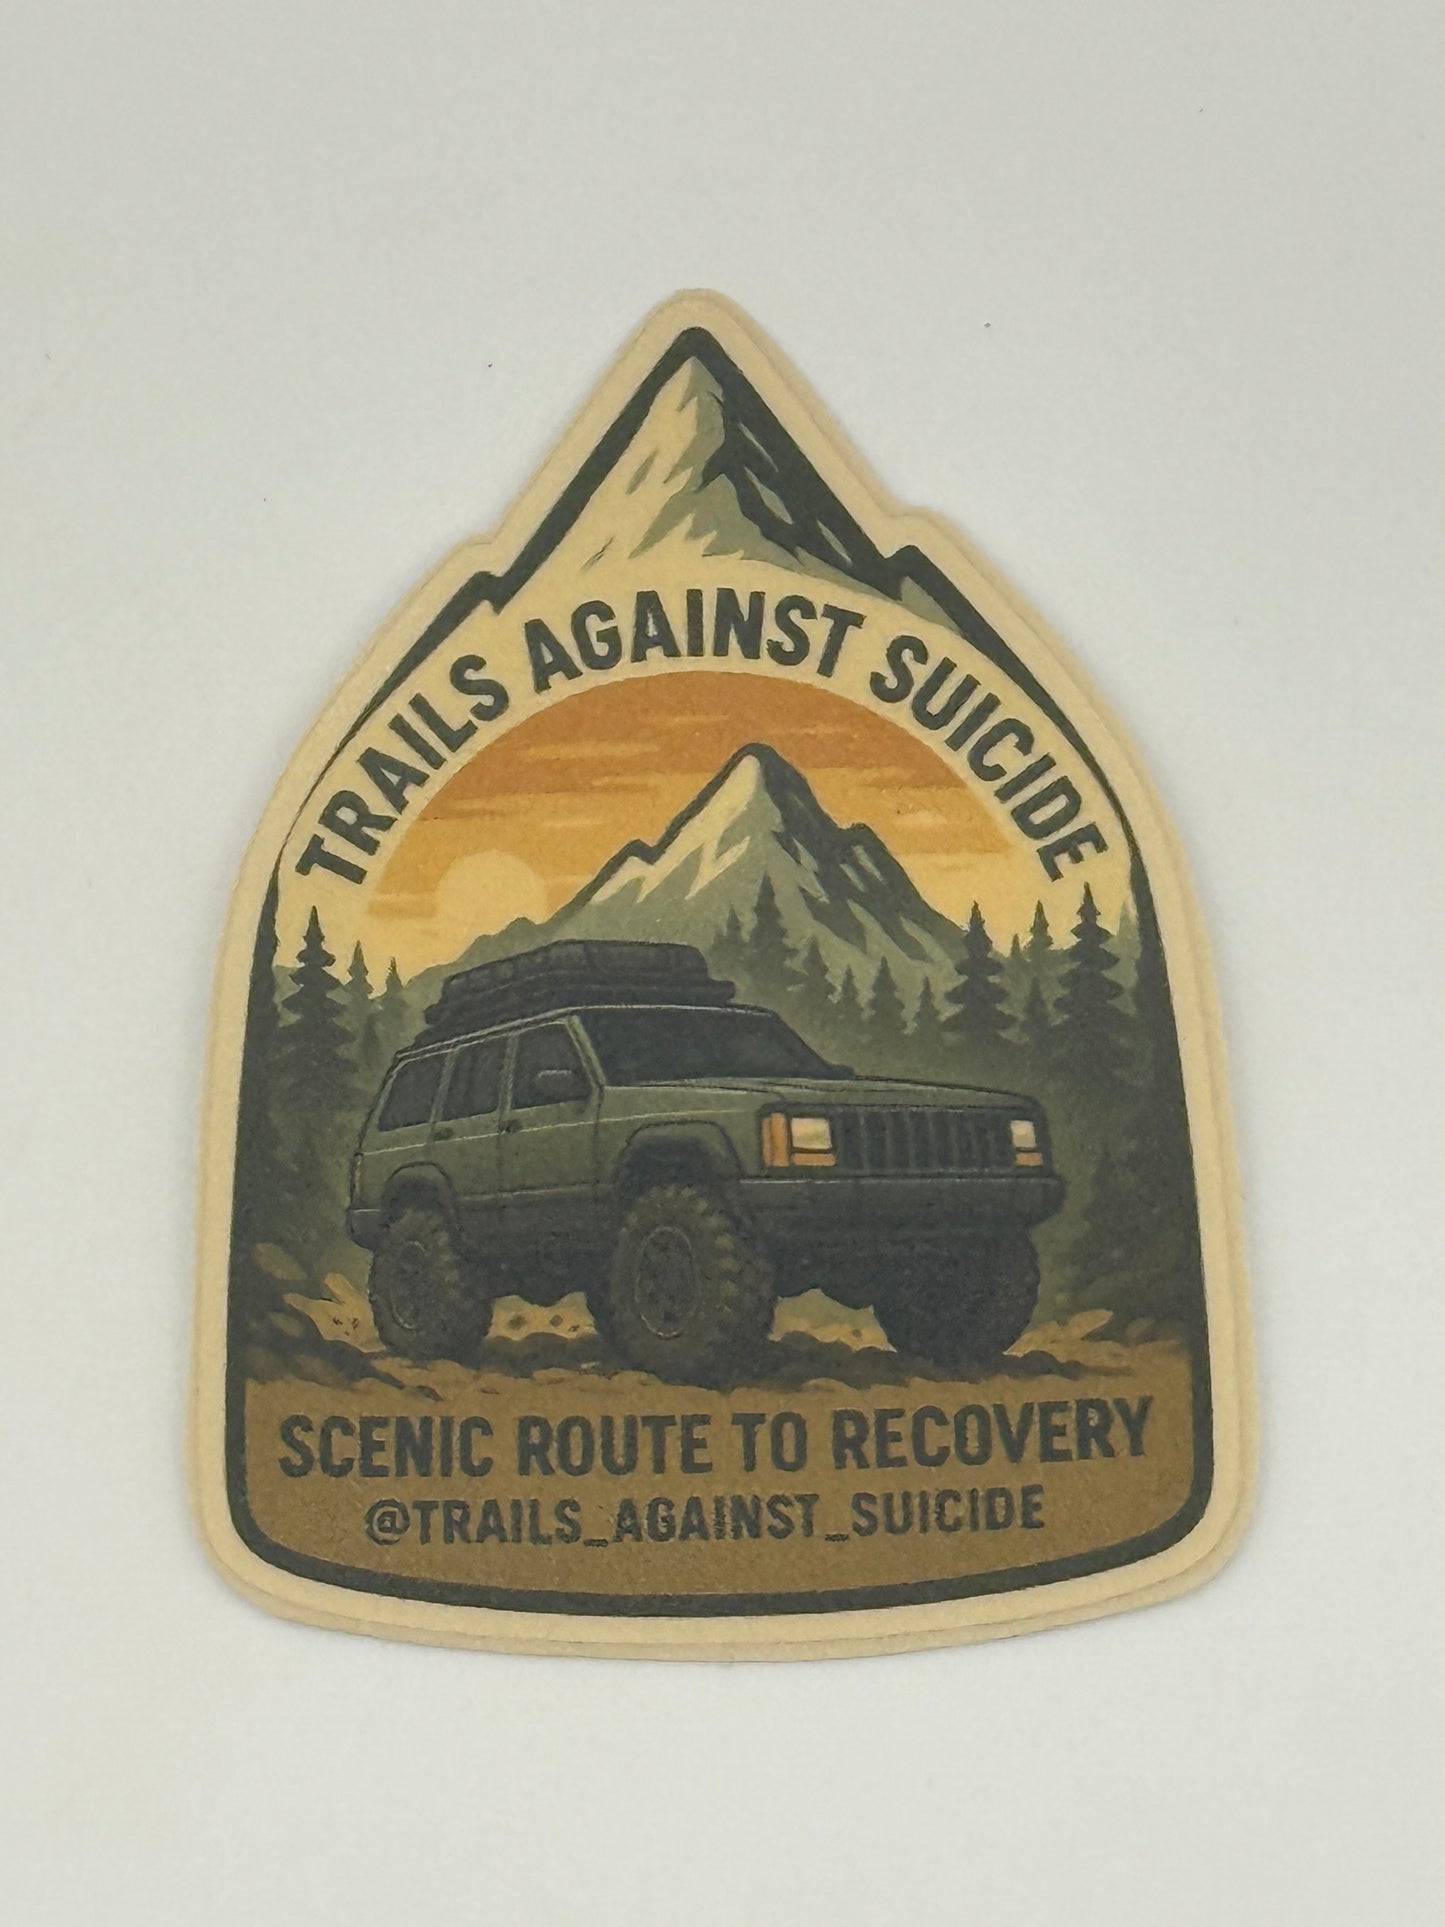 TRAILS AGAINST SUICIDE
SCENIC ROUTE TO RECOVERY
@TRAILS_AGAINST_SUICIDE